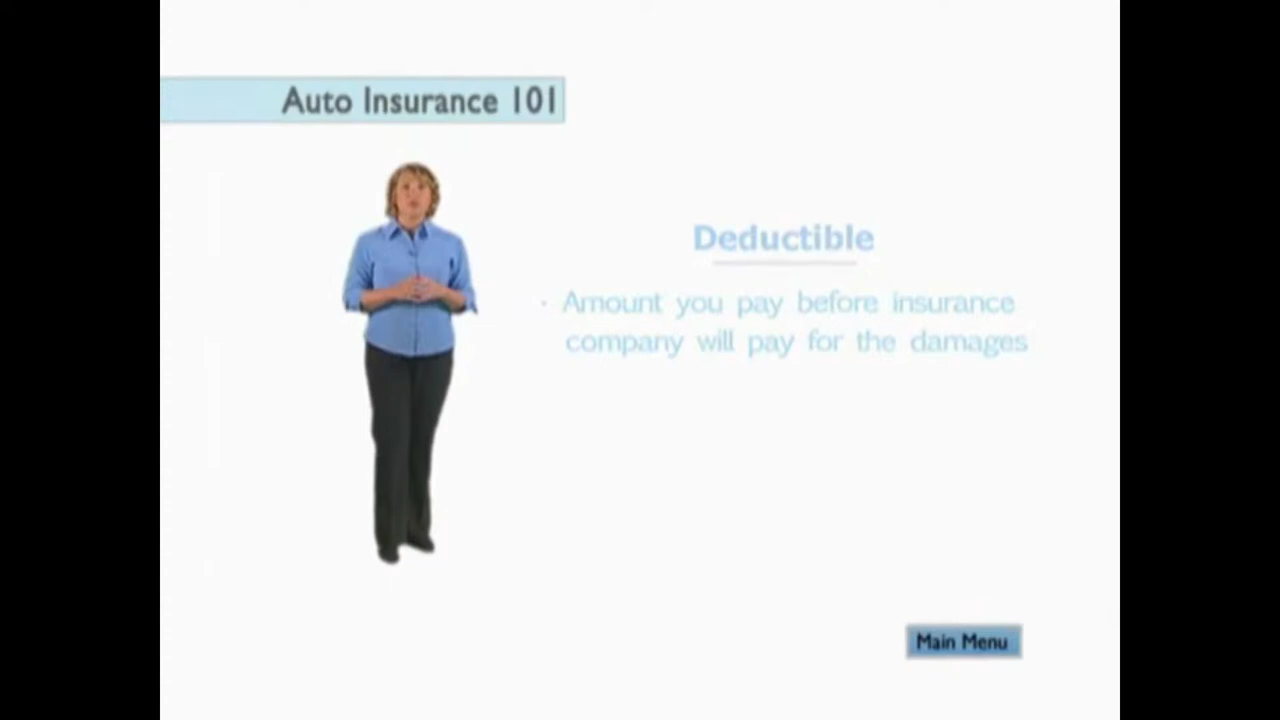 Auto Insurance 101
Deductible
· Amount you pay before insurance
company will pay for the damages
Main Menu